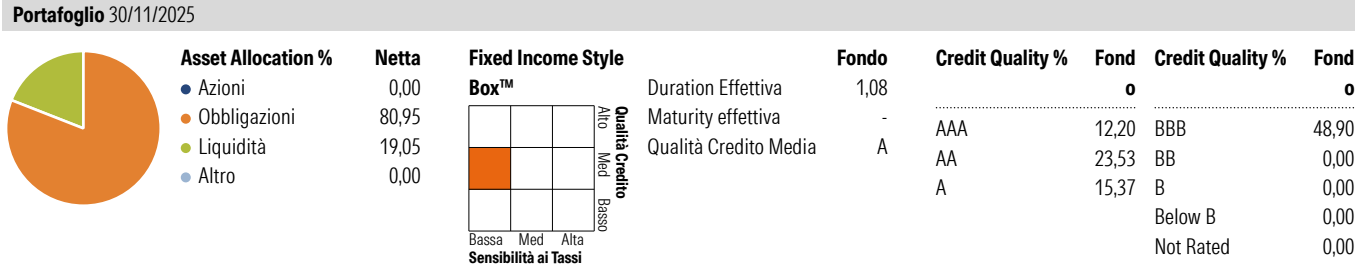 Portafoglio 30/11/2025
Asset Allocation % Netta
Azioni 0,00
Obbligazioni 80,95
Liquidità 19,05
Altro 0,00
Fixed Income Style
Box™
Alto Med Basso
Qualità Credito
Bassa Med Alta
Sensibilità ai Tassi
Fondo
Duration Effettiva 1,08
Maturity effettiva -
Qualità Credito Media A
Credit Quality % Fond
o
AAA 12,20
AA 23,53
A 15,37
Credit Quality % Fond
o
BBB 48,90
BB 0,00
B 0,00
Below B 0,00
Not Rated 0,00